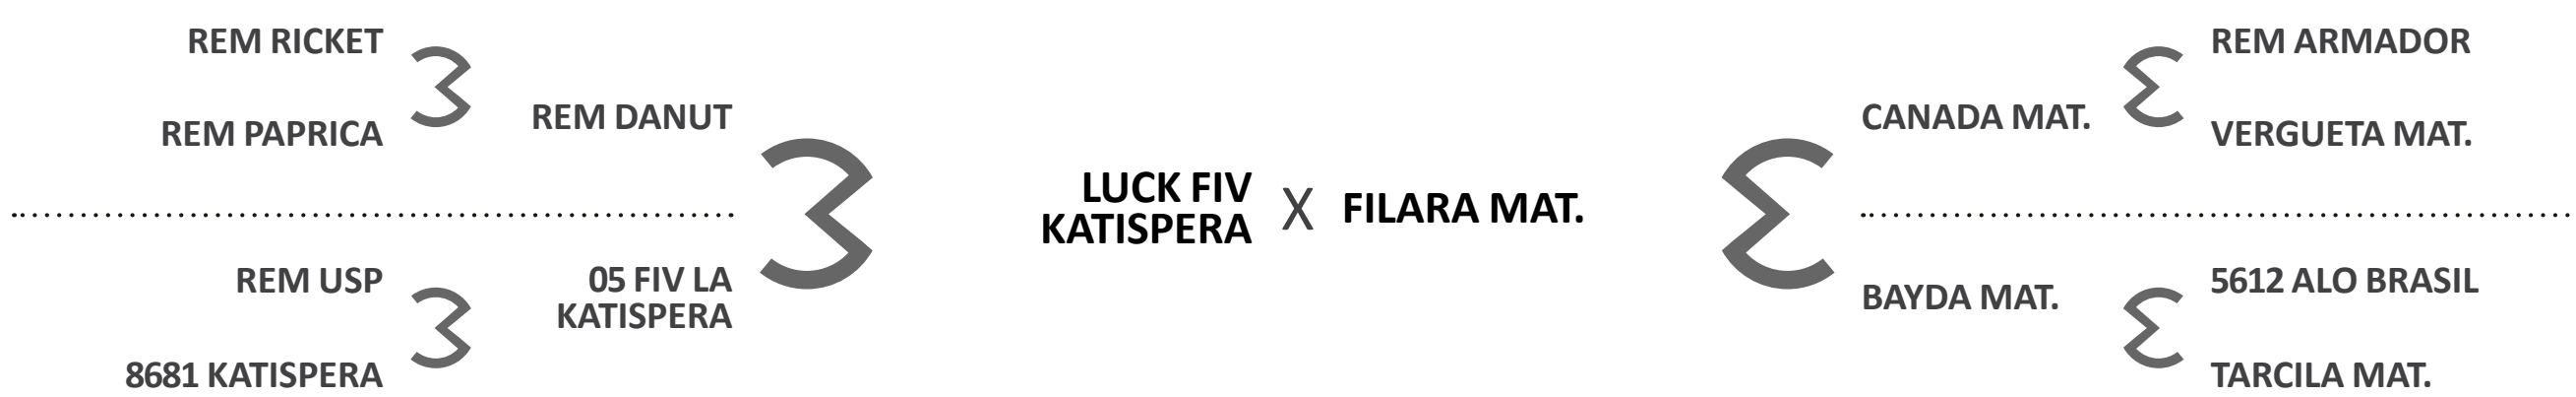 REM RICKET
REM PAPRICA
REM DANUT
REM USP
8681 KATISPERA
05 FIV LA
KATISPERA
LUCK FIV
KATISPERA
X
FILARA MAT.
CANADA MAT.
REM ARMADOR
VERGUETA MAT.
BAYDA MAT.
5612 ALO BRASIL
TARCILA MAT.